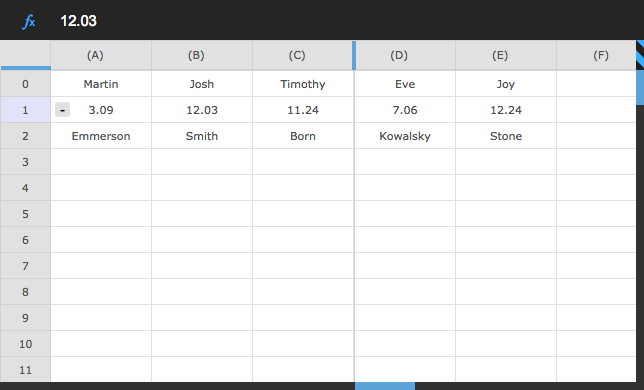 fx 12.03
(A) (B) (C) (D) (E) (F)
0 Martin Josh Timothy Eve Joy
1 - 3.09 12.03 11.24 7.06 12.24
2 Emmerson Smith Born Kowalsky Stone
3
4
5
6
7
8
9
10
11